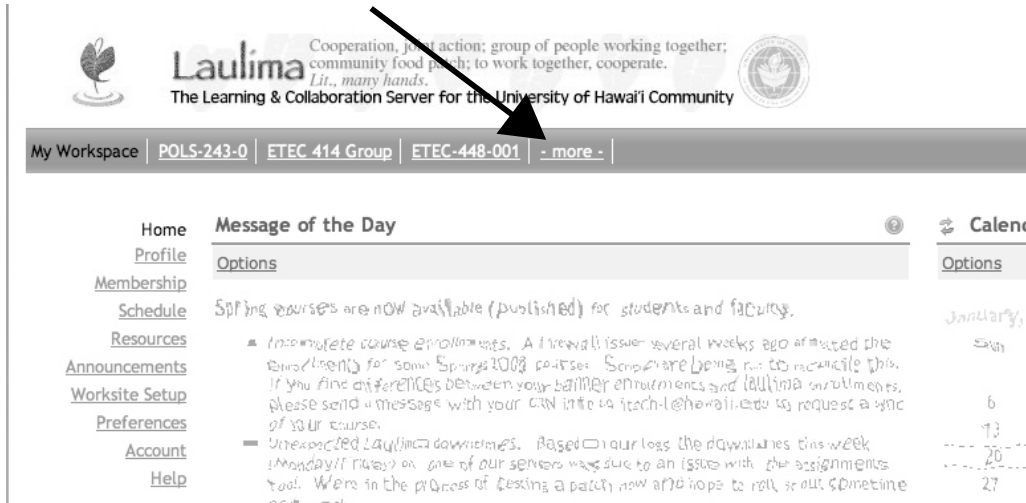 Laulima
Cooperation, joint action; group of people working together;
community food patch; to work together, cooperate.
Lit., many hands.
The Learning & Collaboration Server for the University of Hawai'i Community
My Workspace POLS-243-0 ETEC 414 Group ETEC-448-001 - more -
Home
Profile
Membership
Schedule
Resources
Announcements
Worksite Setup
Preferences
Account
Help
Message of the Day
Options
Spring courses are now available (published) for students and faculty.
Incomplete course enrollments. A firewall issue several weeks ago affected the
enrollments for some Spring 2008 courses. Scripts are being run to reconcile this.
If you find differences between your banner enrollments and laulima enrollments,
please send a message with your CRN info to itech-l@hawaii.edu to request a sync
of your course.
Unexpected Laulima downtimes. Based on our logs the downtimes this week
on one of our servers was due to an issue with the assignments
tool. We're in the process of testing a patch now and hope to roll it out sometime
Calend
Options
January,
Sun
6
13
20
27